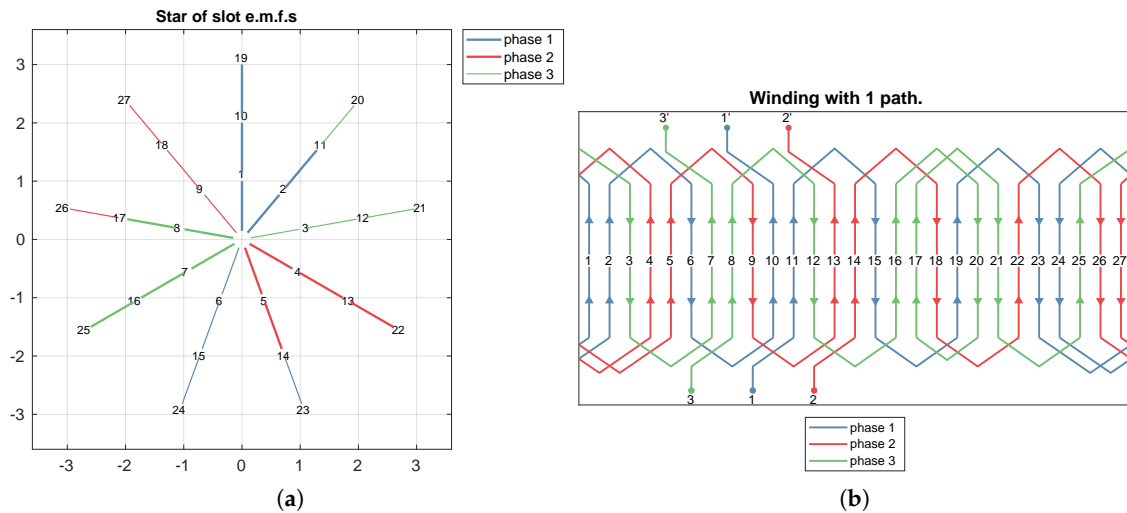 Star of slot e.m.f.s
phase 1
phase 2
phase 3
19
27
20
10
18
11
1
9
2
26
17
8
3
12
21
7
4
16
6
5
13
25
15
14
22
24
23
3
2
1
0
-1
-2
-3
-3 -2 -1 0 1 2 3
(a)
Winding with 1 path.
3' 1' 2'
1 2 3 4 5 6 7 8 9 10 11 12 13 14 15 16 17 18 19 20 21 22 23 24 25 26 27
3 1 2
phase 1
phase 2
phase 3
(b)